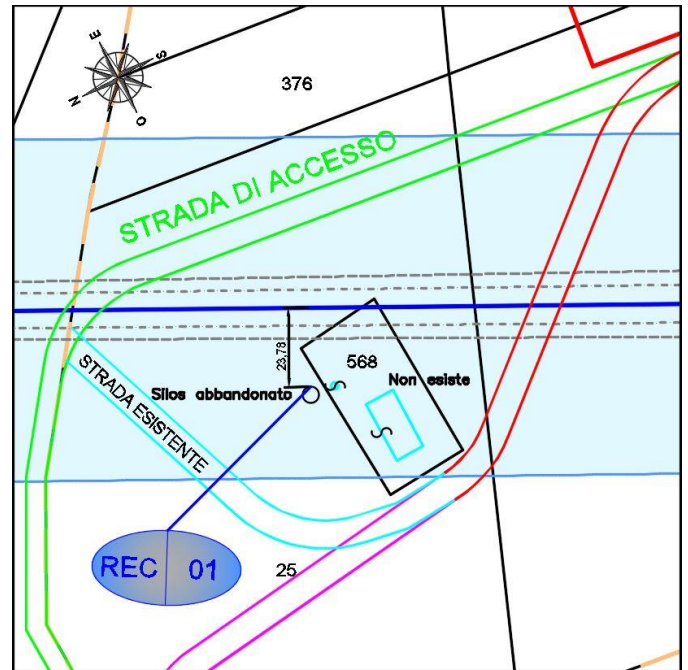 E
S
N
O
376
STRADA DI ACCESSO
23,78
568
Silos abbandonato
S
Non esiste
S
STRADA ESISTENTE
REC 01
25